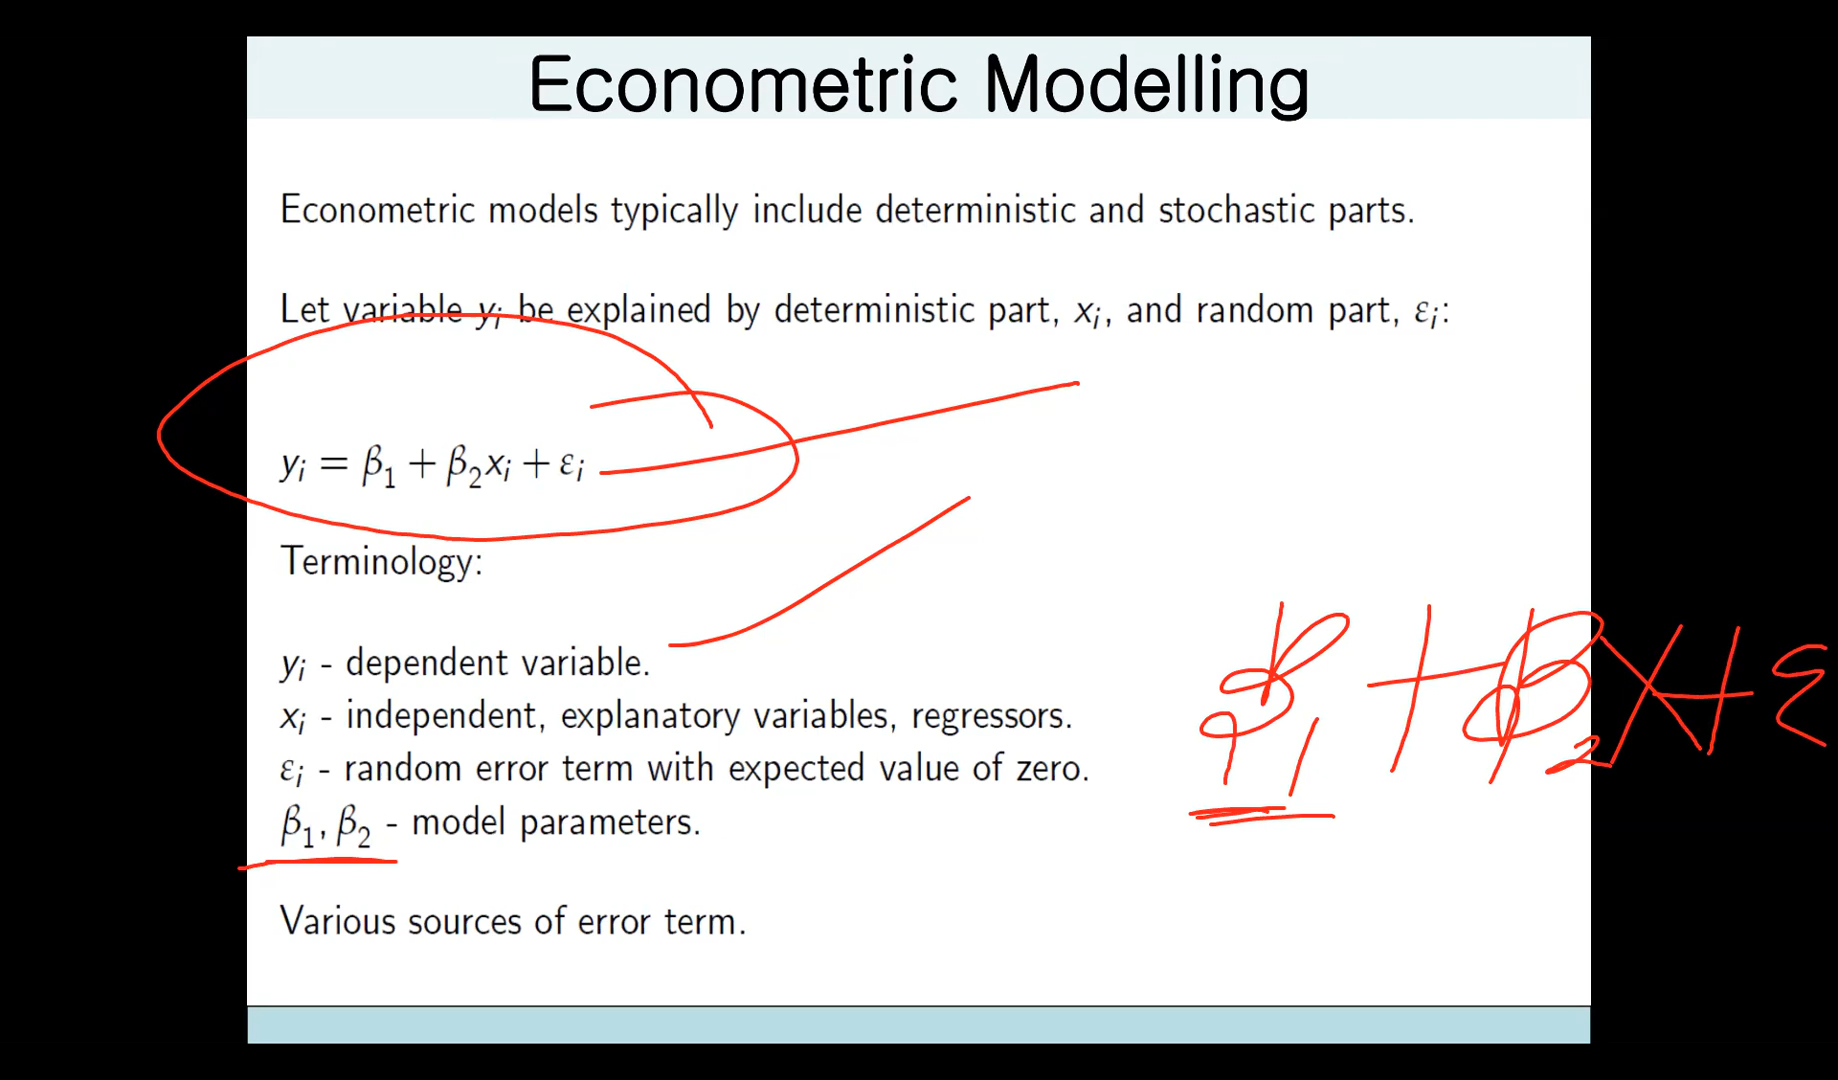 Econometric Modelling
Econometric models typically include deterministic and stochastic parts.
Let variable yᵢ be explained by deterministic part, xᵢ, and random part, εᵢ:
yᵢ = β₁ + β₂xᵢ + εᵢ
Terminology:
yᵢ - dependent variable.
xᵢ - independent, explanatory variables, regressors.
εᵢ - random error term with expected value of zero.
β₁, β₂ - model parameters.
β₁ + β₂X + ε
Various sources of error term.